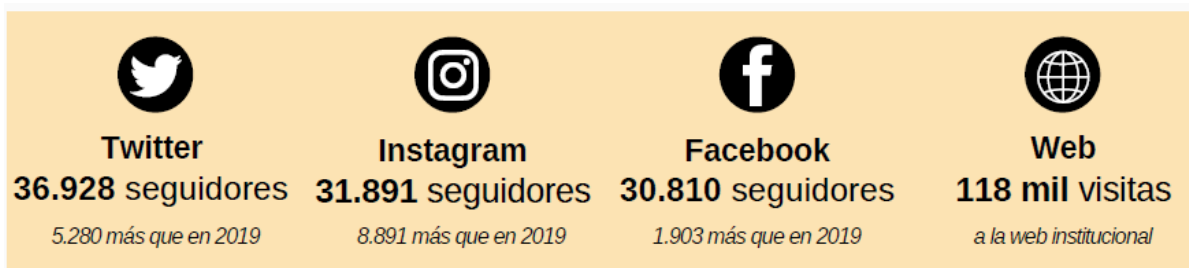 Twitter
36.928 seguidores
5.280 más que en 2019
Instagram
31.891 seguidores
8.891 más que en 2019
Facebook
30.810 seguidores
1.903 más que en 2019
Web
118 mil visitas
a la web institucional